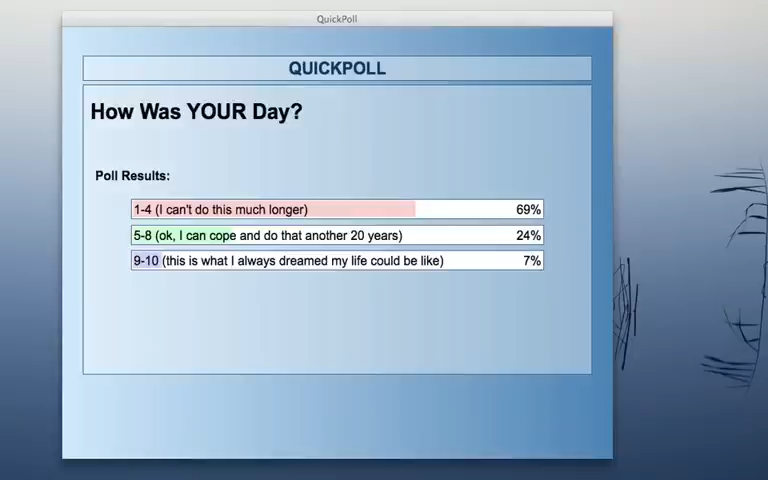 QuickPoll
QUICKPOLL
How Was YOUR Day?
Poll Results:
1-4 (I can't do this much longer) 69%
5-8 (ok, I can cope and do that another 20 years) 24%
9-10 (this is what I always dreamed my life could be like) 7%